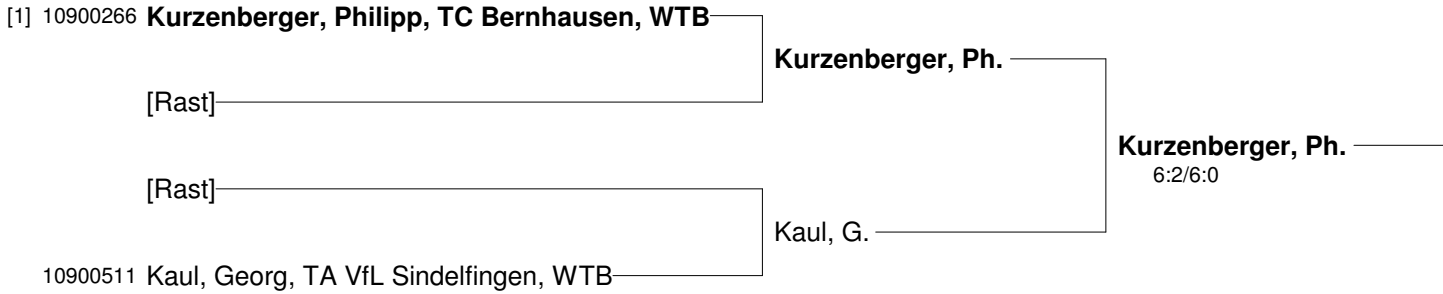 [1] 10900266 Kurzenberger, Philipp, TC Bernhausen, WTB
Kurzenberger, Ph.
[Rast]
Kurzenberger, Ph.
6:2/6:0
[Rast]
Kaul, G.
10900511 Kaul, Georg, TA VfL Sindelfingen, WTB